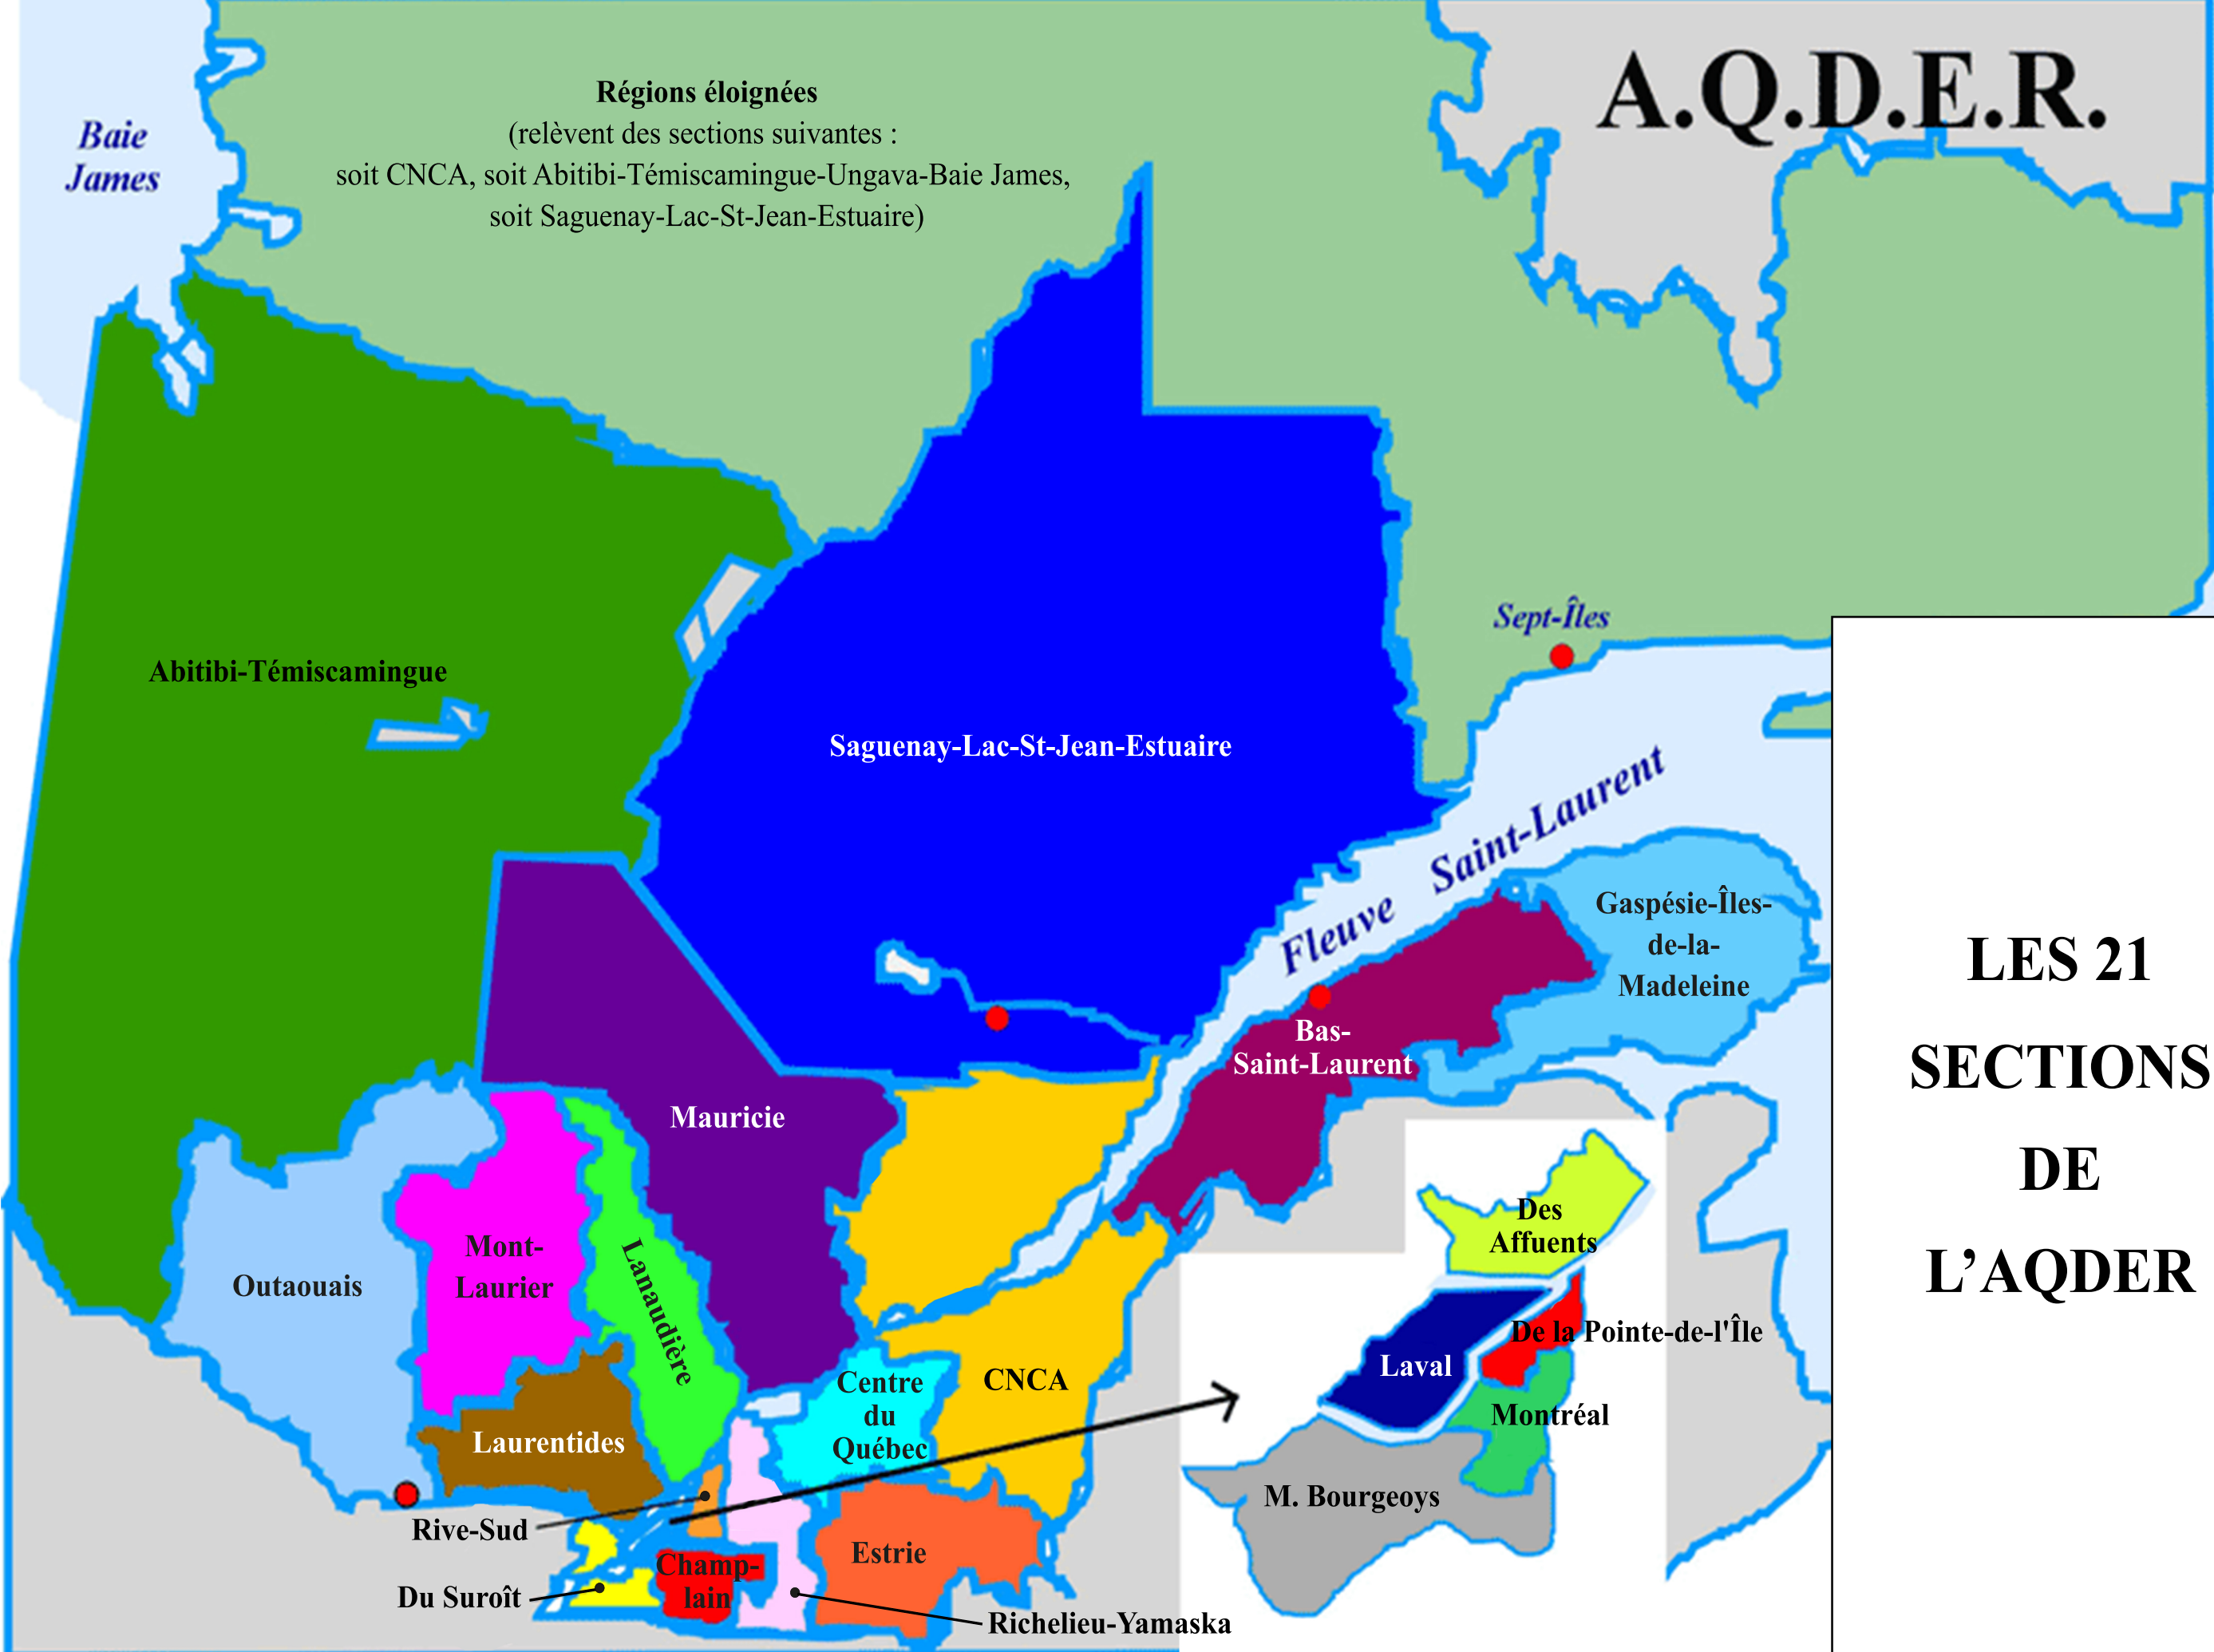 A.Q.D.E.R.
Régions éloignées
(relèvent des sections suivantes :
soit CNCA, soit Abitibi-Témiscamingue-Ungava-Baie James,
soit Saguenay-Lac-St-Jean-Estuaire)
Baie
James
Sept-Îles
Abitibi-Témiscamingue
Saguenay-Lac-St-Jean-Estuaire
Fleuve Saint-Laurent
Gaspésie-Îles-
de-la-
Madeleine
Bas-
Saint-Laurent
Mauricie
Mont-
Laurier
Outaouais
Lanaudière
Des
Affuents
De la Pointe-de-l'Île
Laval
CNCA
Centre
du
Québec
Montréal
Laurentides
M. Bourgeoys
Rive-Sud
Estrie
Champ-
lain
Du Suroît
Richelieu-Yamaska
LES 21
SECTIONS
DE
L’AQDER